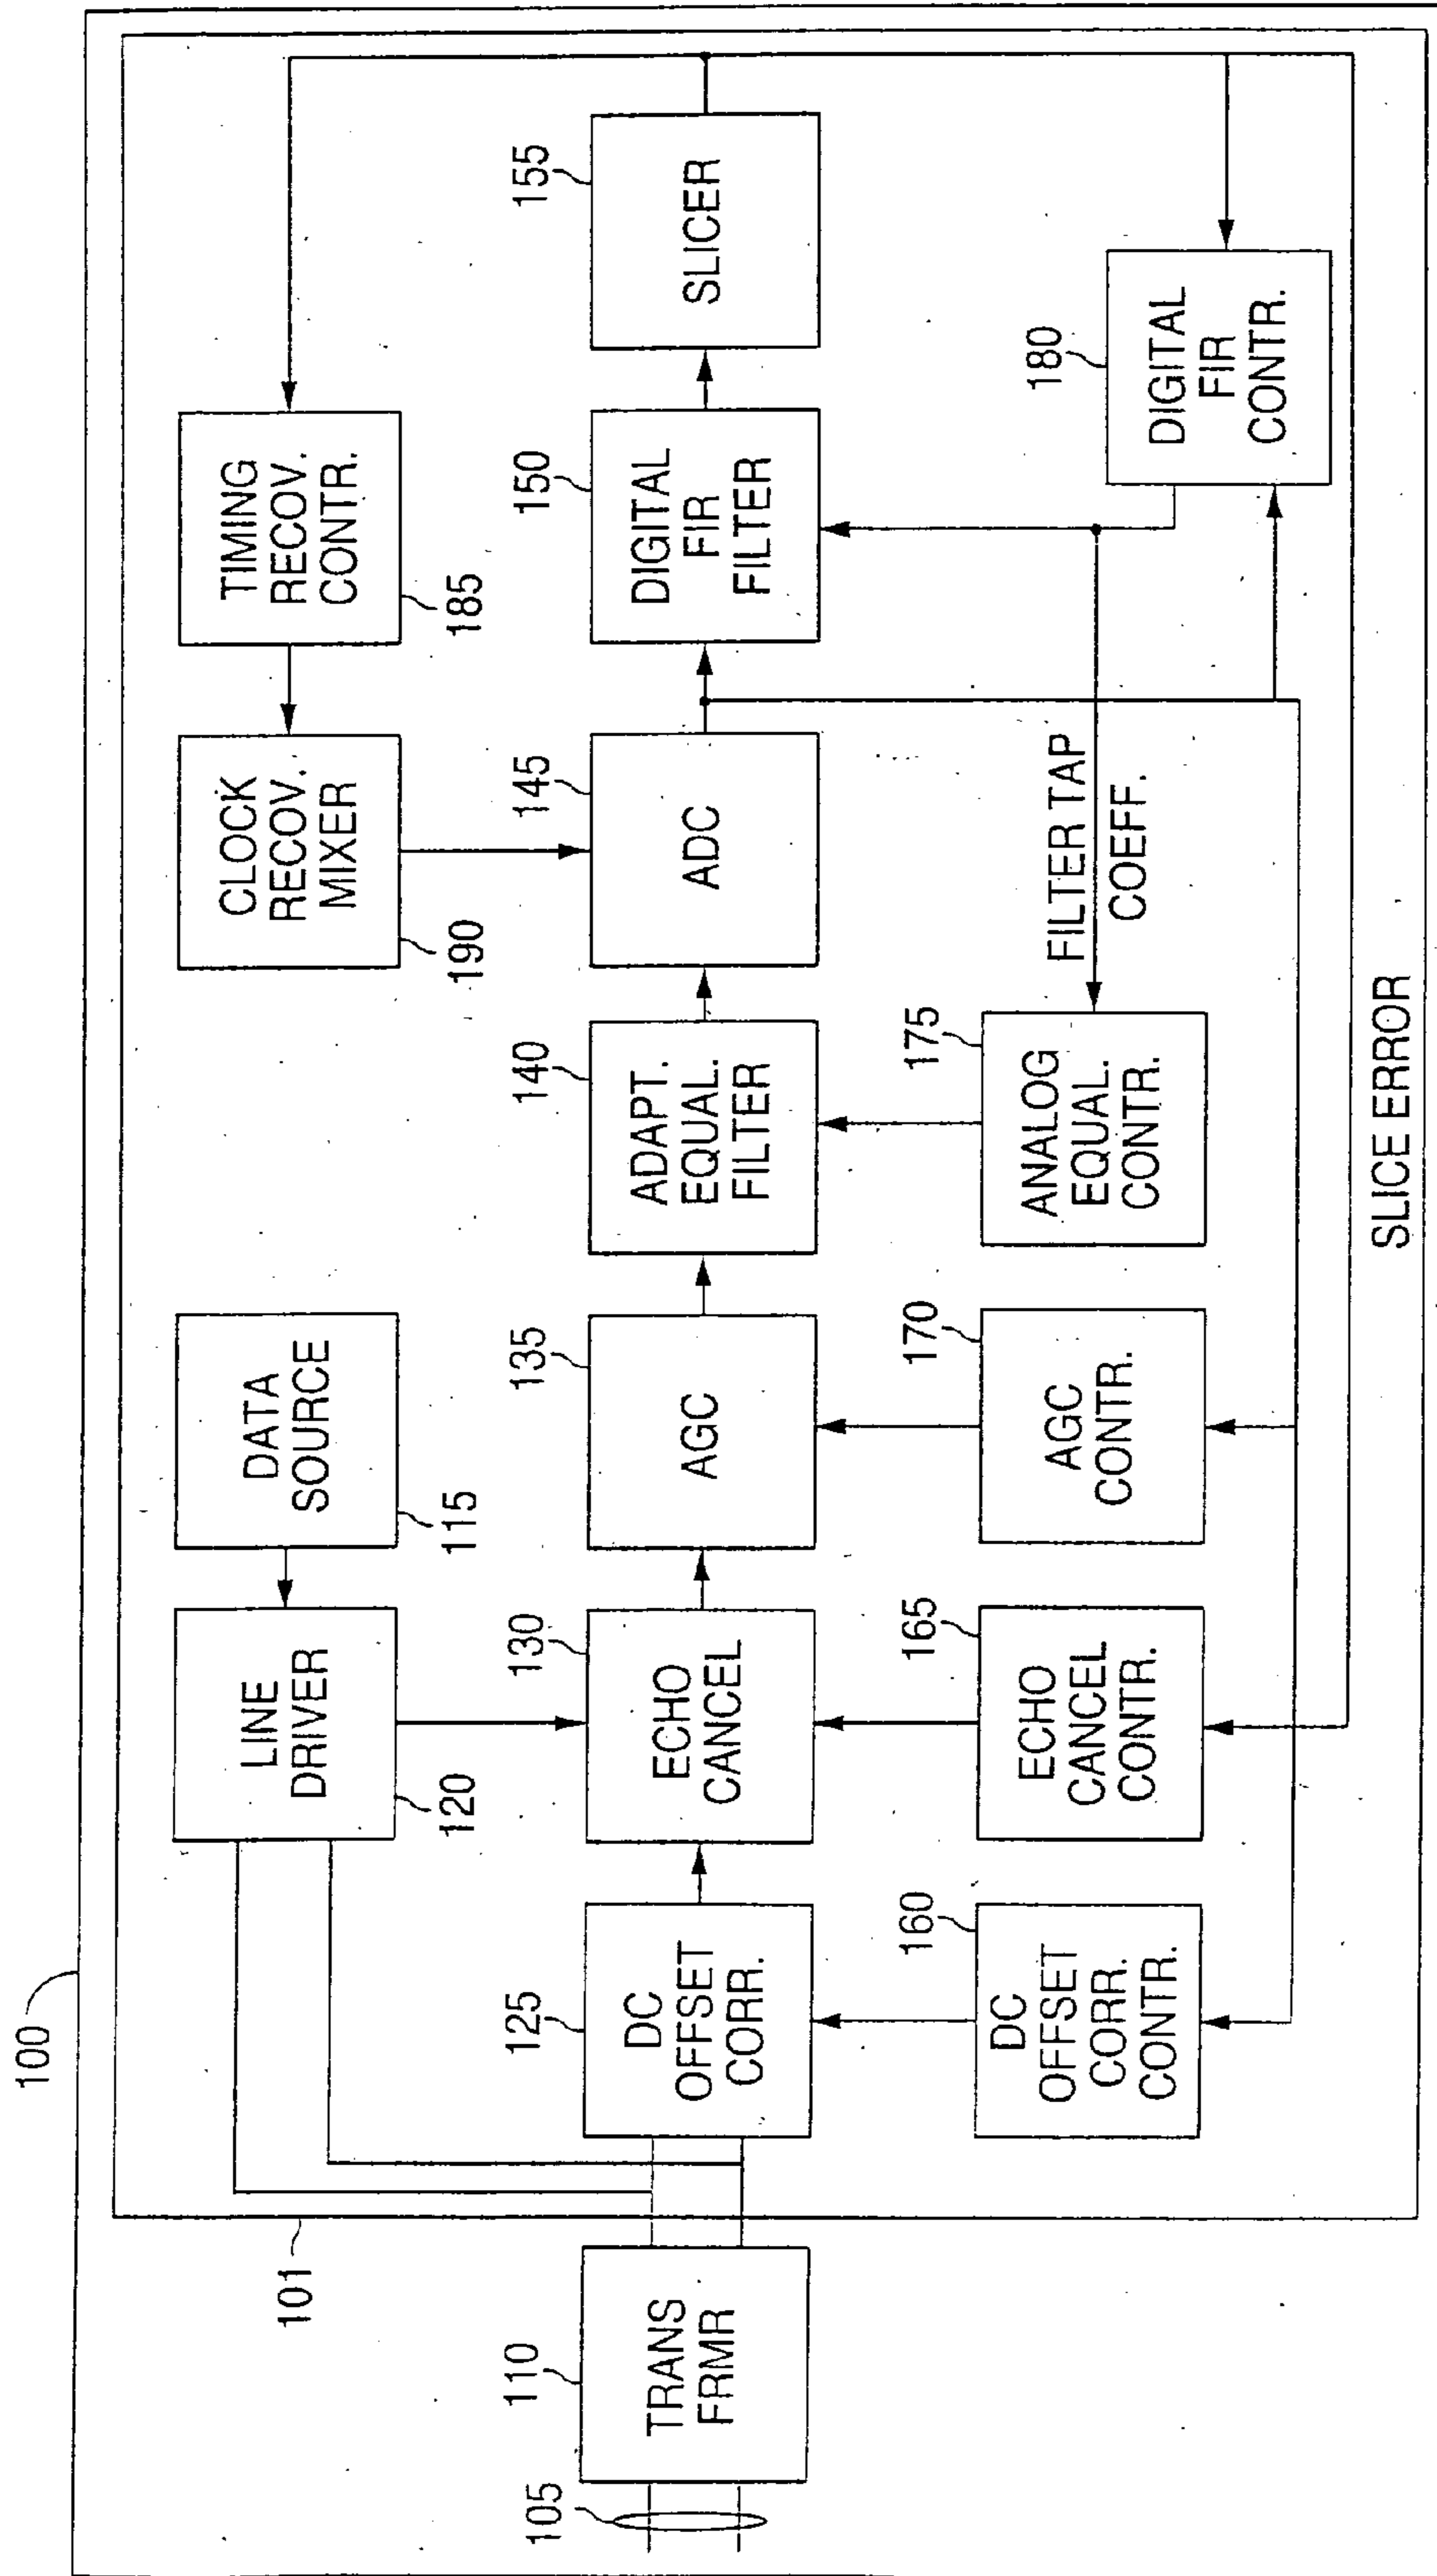 100
101
105
110
TRANS
FRMR
LINE
DRIVER
120
DATA
SOURCE
115
CLOCK
RECOV.
MIXER
190
TIMING
RECOV.
CONTR.
185
125
DC
OFFSET
CORR.
130
ECHO
CANCEL
135
AGC
140
ADAPT.
EQUAL.
FILTER
145
ADC
150
DIGITAL
FIR
FILTER
155
SLICER
160
DC
OFFSET
CORR.
CONTR.
165
ECHO
CANCEL
CONTR.
170
AGC
CONTR.
175
ANALOG
EQUAL.
CONTR.
FILTER TAP
COEFF.
180
DIGITAL
FIR
CONTR.
SLICE ERROR